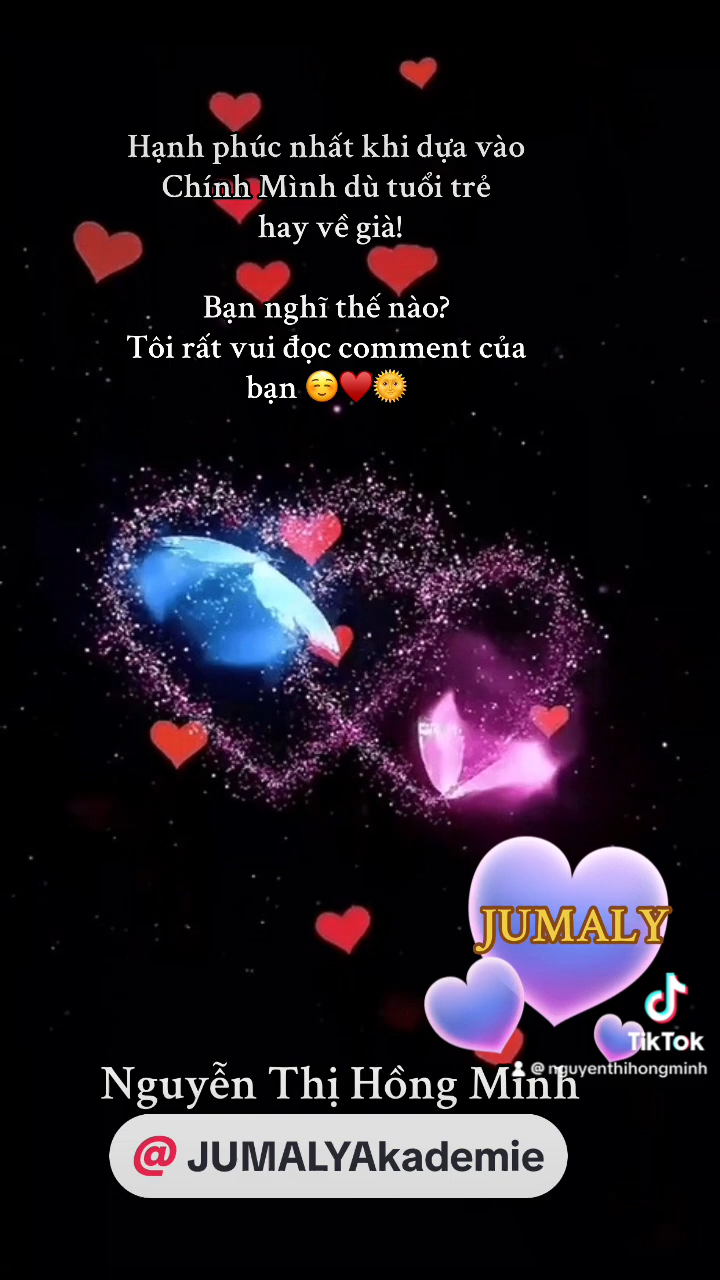 Hạnh phúc nhất khi dựa vào
Chính Mình dù tuổi trẻ
hay về già!
Bạn nghĩ thế nào?
Tôi rất vui đọc comment của
bạn ☺️♥️🌞
JUMALY
TikTok
@nguyenthihongminh
Nguyễn Thị Hồng Minh
@ JUMALYAkademie